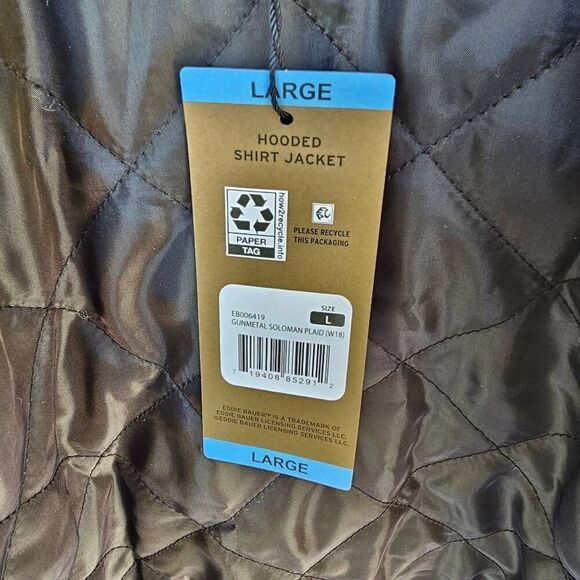 LARGE
HOODED
SHIRT JACKET
how2recycle.info
PAPER
TAG
PLEASE RECYCLE
THIS PACKAGING
SIZE
L
EB006419
GUNMETAL SOLOMAN PLAID (W18)
7 19408 85291 2
EDDIE BAUER™ IS A TRADEMARK OF
EDDIE BAUER LICENSING SERVICES LLC.
©EDDIE BAUER LICENSING SERVICES LLC.
LARGE